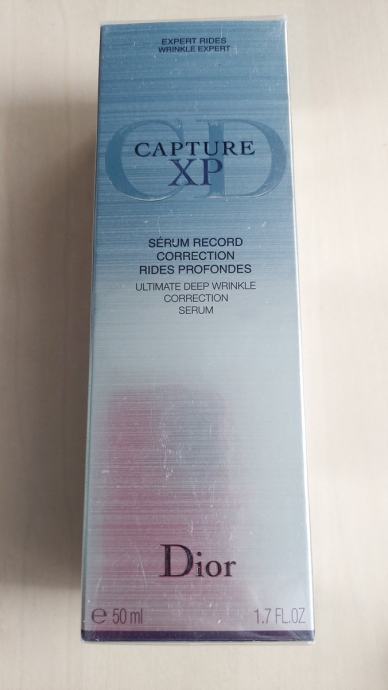 EXPERT RIDES
WRINKLE EXPERT
CD
CAPTURE
XP
SÉRUM RECORD
CORRECTION
RIDES PROFONDES
ULTIMATE DEEP WRINKLE
CORRECTION
SERUM
Dior
℮ 50 ml 1.7 FL.OZ